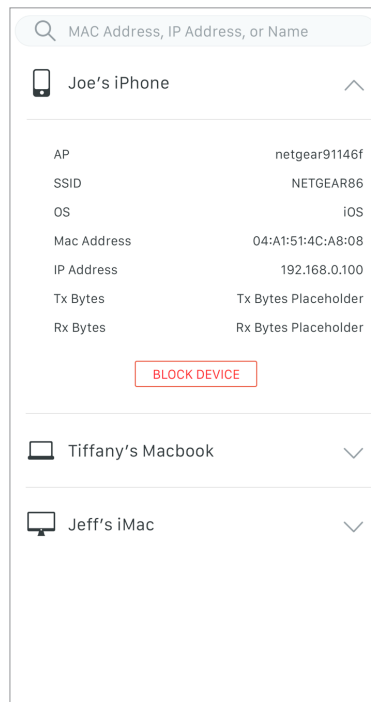 MAC Address, IP Address, or Name
Joe's iPhone
AP netgear91146f
SSID NETGEAR86
OS iOS
Mac Address 04:A1:51:4C:A8:08
IP Address 192.168.0.100
Tx Bytes Tx Bytes Placeholder
Rx Bytes Rx Bytes Placeholder
BLOCK DEVICE
Tiffany's Macbook
Jeff's iMac